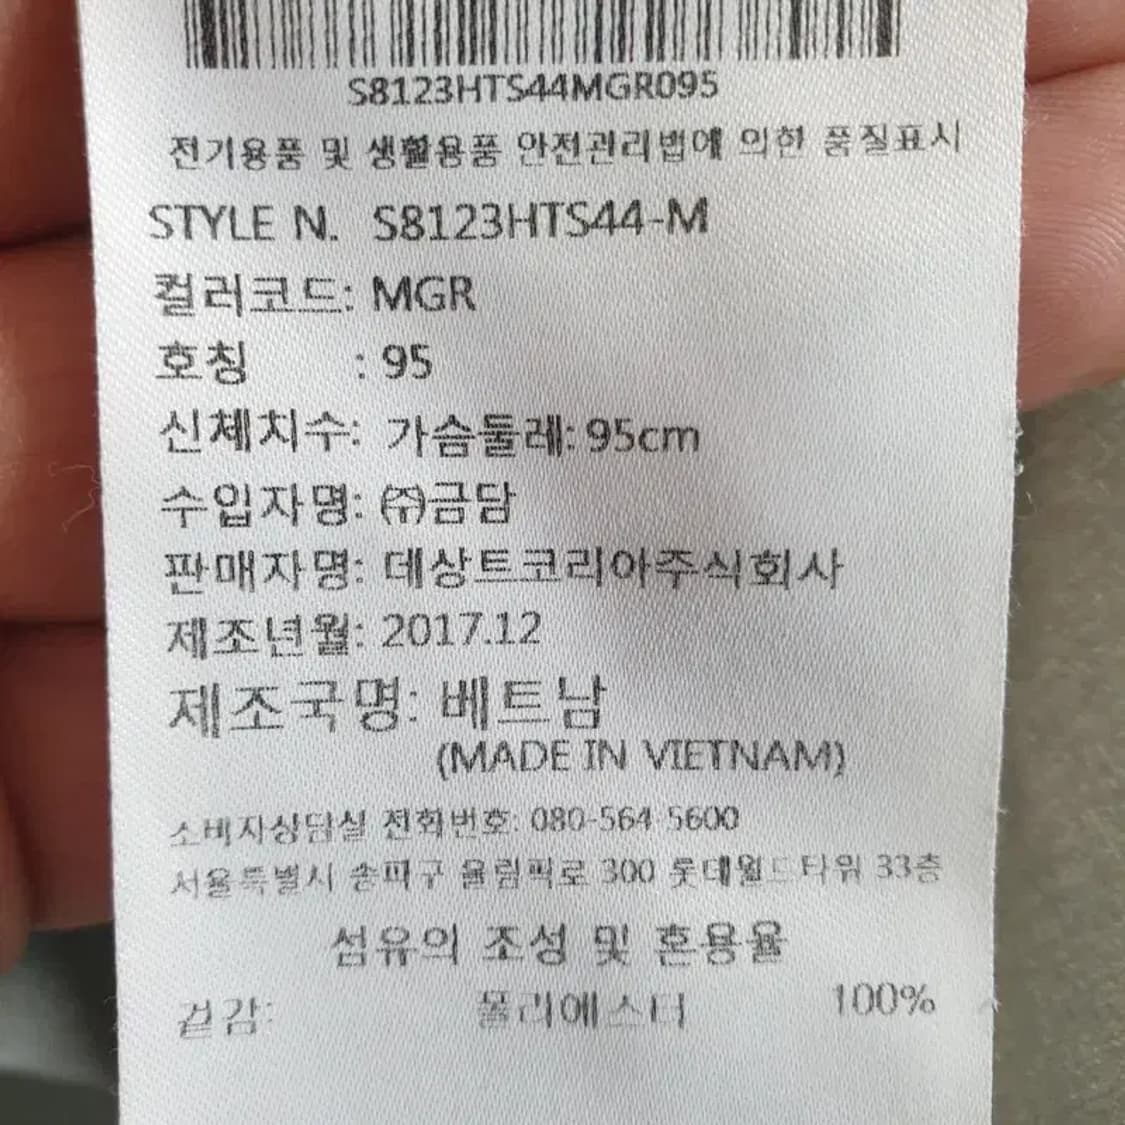 S8123HTS44MGR095
전기용품 및 생활용품 안전관리법에 의한 품질표시
STYLE N. S8123HTS44-M
컬러코드: MGR
호칭 : 95
신체치수: 가슴둘레: 95cm
수입자명: ㈜금담
판매자명: 데상트코리아주식회사
제조년월: 2017.12
제조국명: 베트남
(MADE IN VIETNAM)
소비자상담실 전화번호: 080-564-5600
서울특별시 송파구 올림픽로 300 롯데월드타워 33층
섬유의 조성 및 혼용율
겉감: 폴리에스터 100%